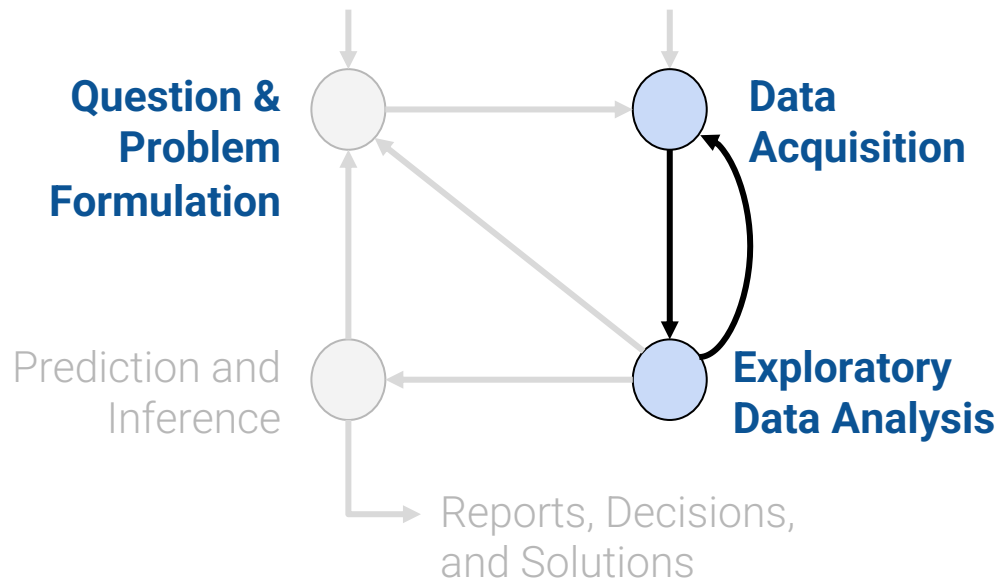 Question &
Problem
Formulation
Data
Acquisition
Prediction and
Inference
Exploratory
Data Analysis
Reports, Decisions,
and Solutions